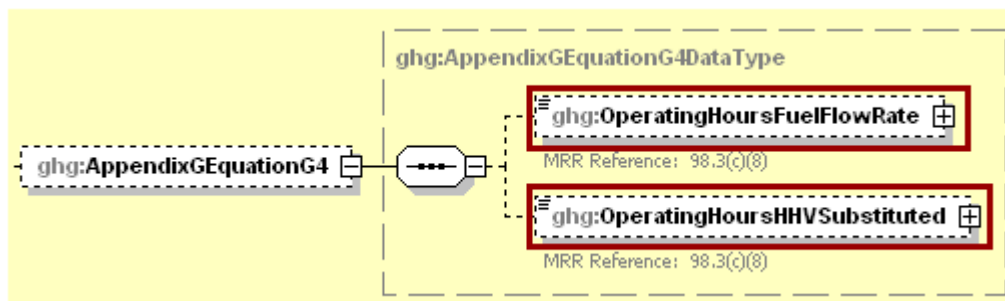 ghg:AppendixGEquationG4DataType
ghg:OperatingHoursFuelFlowRate
MRR Reference: 98.3(c)(8)
ghg:AppendixGEquationG4
ghg:OperatingHoursHHVSubstituted
MRR Reference: 98.3(c)(8)